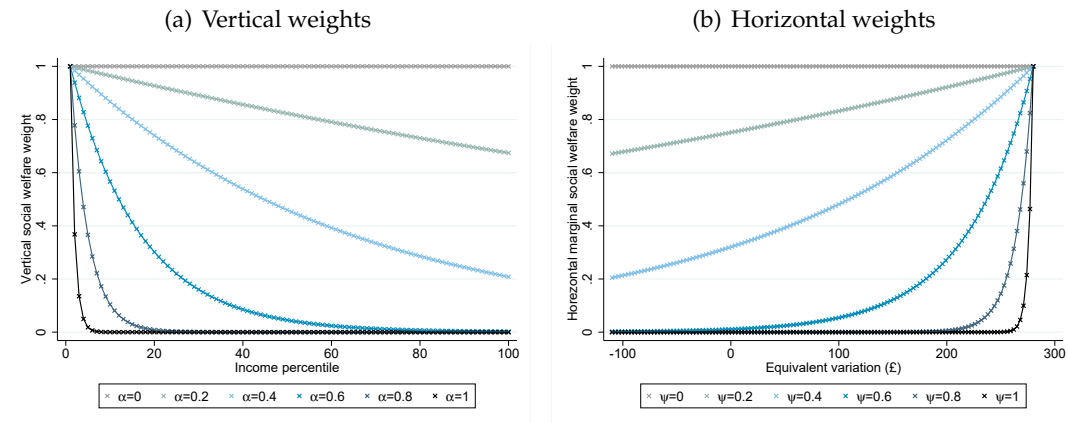 (a) Vertical weights
Vertical social welfare weight
0 .2 .4 .6 .8 1
0 20 40 60 80 100
Income percentile
α=0 α=0.2 α=0.4 α=0.6 α=0.8 α=1
(b) Horizontal weights
Horezontal marginal social welfare weight
0 .2 .4 .6 .8 1
-100 0 100 200 300
Equivalent variation (£)
ψ=0 ψ=0.2 ψ=0.4 ψ=0.6 ψ=0.8 ψ=1